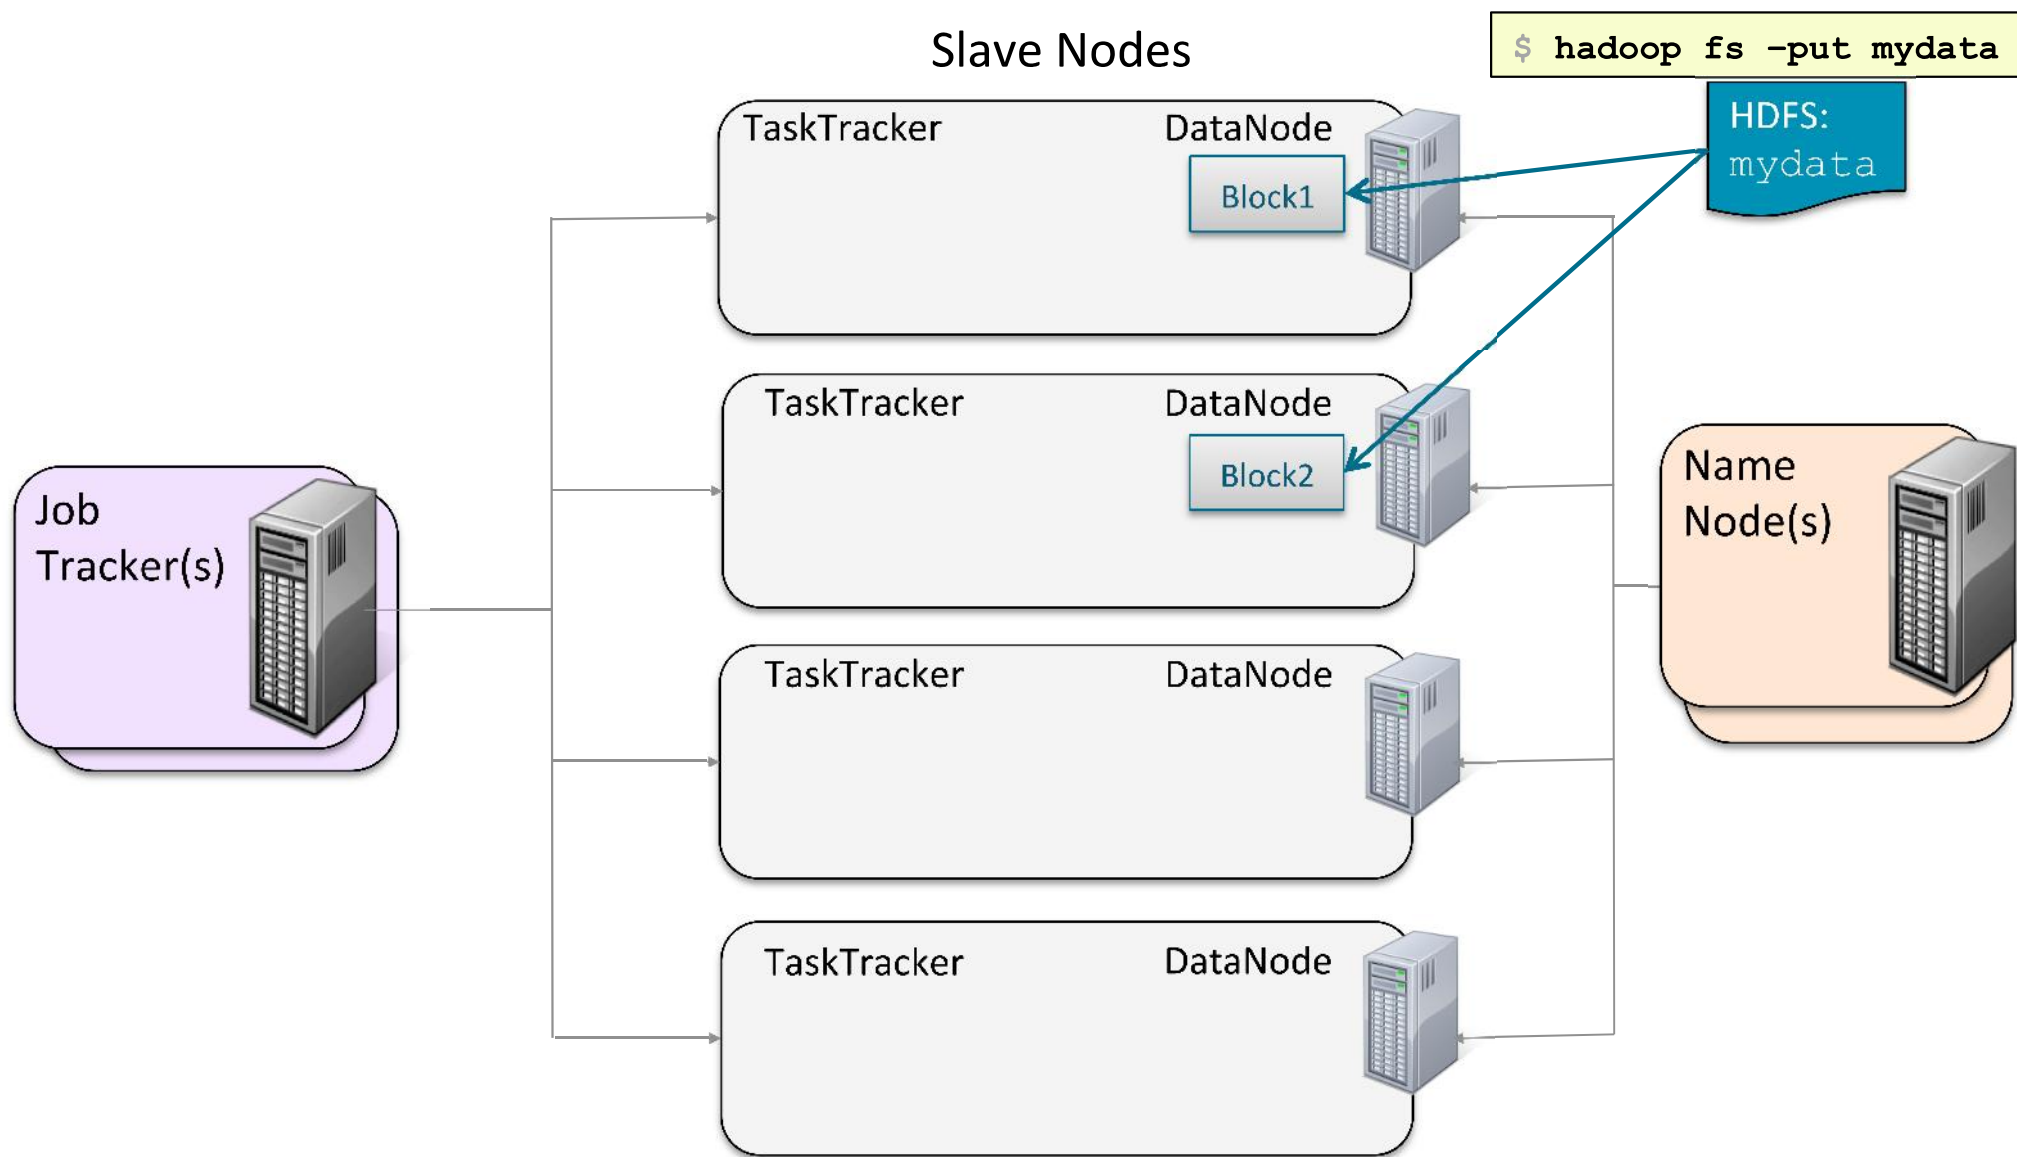 Slave Nodes
$ hadoop fs –put mydata
HDFS:
mydata
TaskTracker DataNode
Block1
TaskTracker DataNode
Block2
Job
Tracker(s)
Name
Node(s)
TaskTracker DataNode
TaskTracker DataNode